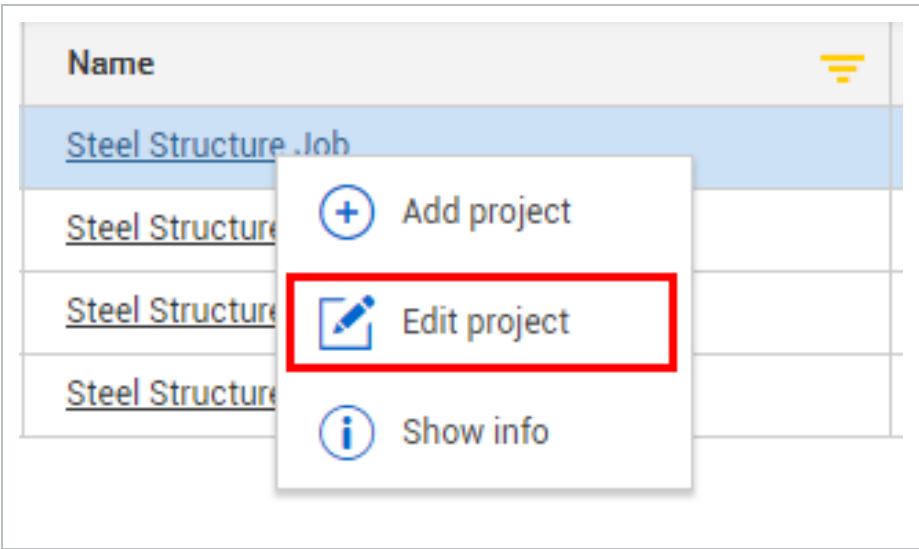 Name
Steel Structure Job
Add project
Steel Structure
Edit project
Steel Structure
Steel Structure
Show info